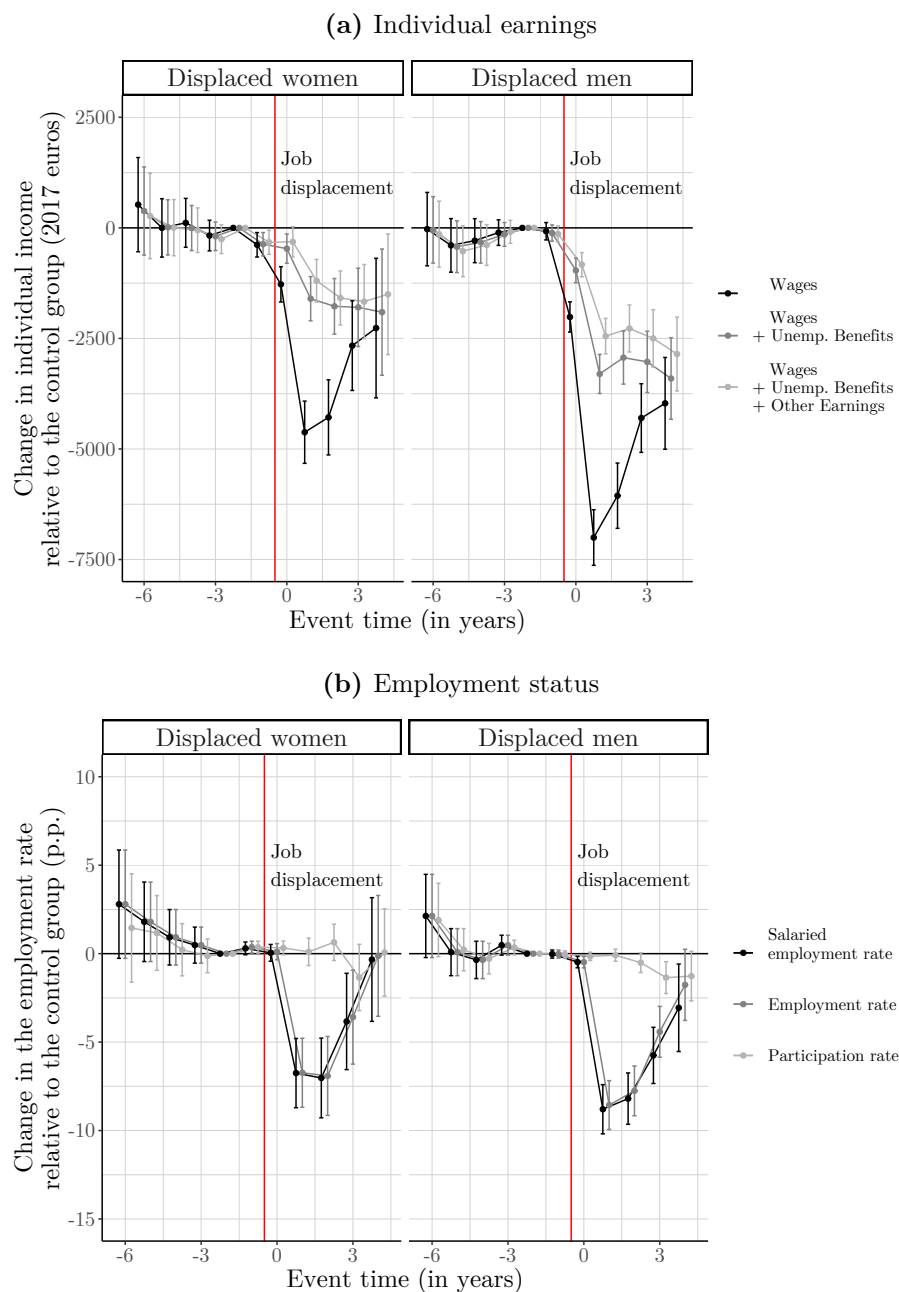 (a) Individual earnings
Displaced women
Displaced men
Change in individual income
relative to the control group (2017 euros)
2500
0
-2500
-5000
-7500
Job
displacement
Job
displacement
-6
-3
0
3
-6
-3
0
3
Event time (in years)
Wages
Wages
+ Unemp. Benefits
Wages
+ Unemp. Benefits
+ Other Earnings
(b) Employment status
Displaced women
Displaced men
Change in the employment rate
relative to the control group (p.p.)
10
5
0
-5
-10
-15
Job
displacement
Job
displacement
-6
-3
0
3
-6
-3
0
3
Event time (in years)
Salaried
employment rate
Employment rate
Participation rate